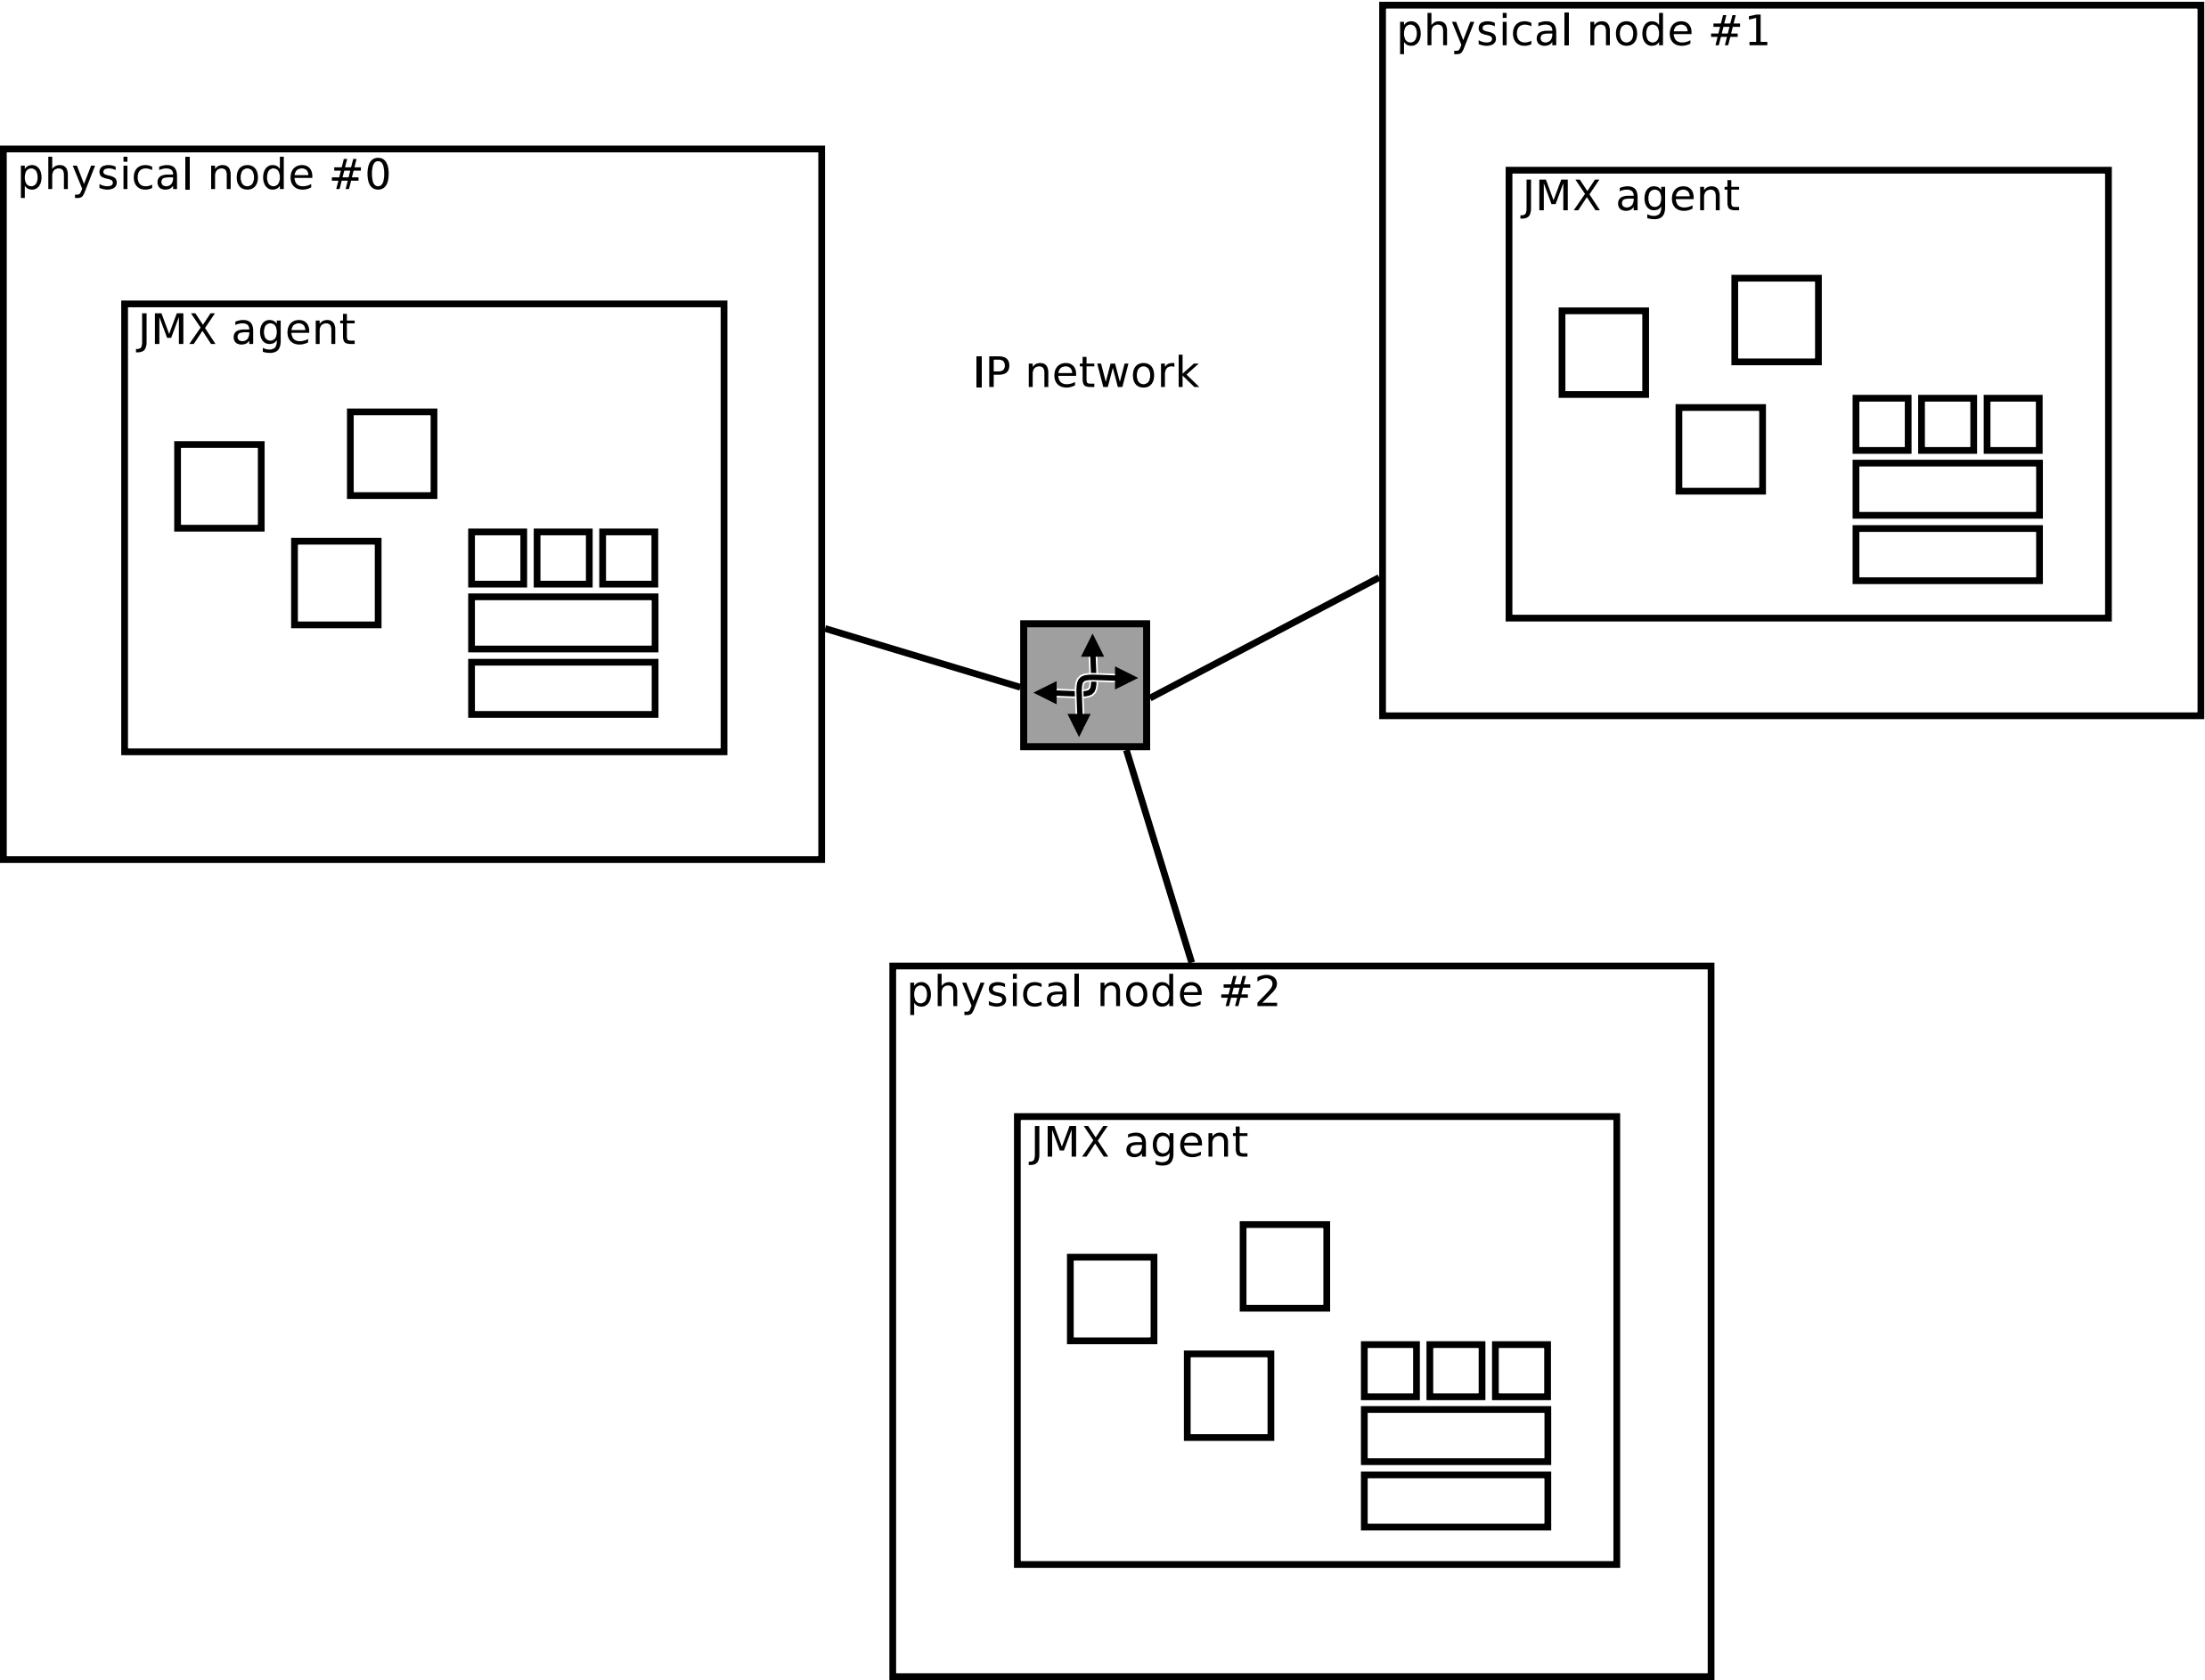 physical node #0
JMX agent
IP network
physical node #1
JMX agent
physical node #2
JMX agent